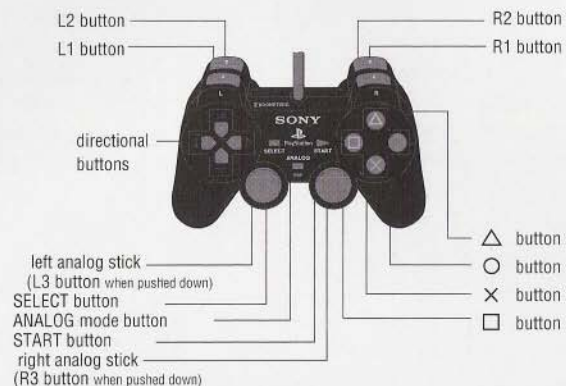 L2 button
L1 button
R2 button
R1 button
L
R
SONY
PlayStation
SELECT
START
ANALOG
directional
buttons
left analog stick
(L3 button when pushed down)
SELECT button
ANALOG mode button
START button
right analog stick
(R3 button when pushed down)
△ button
○ button
✕ button
□ button